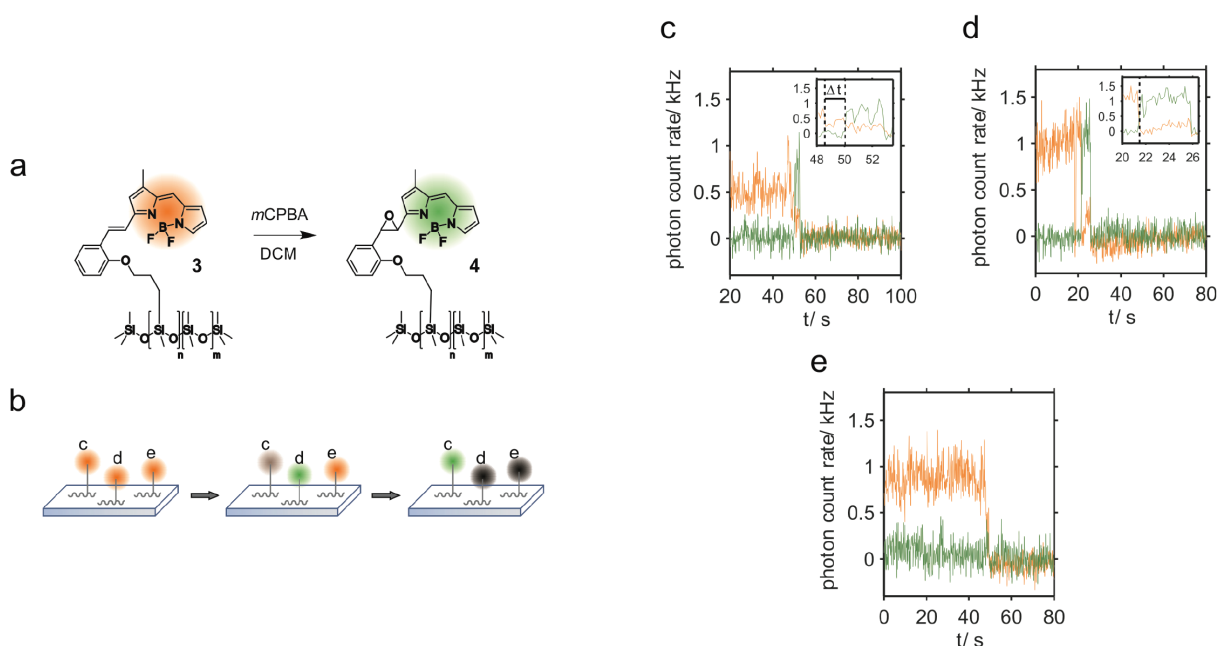 a
N
N
B
F
F
3
O
Si
O
Si
O
Si
O
Si
n
m
mCPBA
DCM
O
N
N
B
F
F
4
O
Si
O
Si
O
Si
O
Si
n
m
b
c
d
e
c
d
e
c
d
e
c
photon count rate/ kHz
1.5
1
0.5
0
20 40 60 80 100
t/ s
Δt
1.5
1
0.5
0
48 50 52
d
photon count rate/ kHz
1.5
1
0.5
0
0 20 40 60 80
t/ s
1.5
1
0.5
0
20 22 24 26
e
photon count rate/ kHz
1.5
1
0.5
0
0 20 40 60 80
t/ s